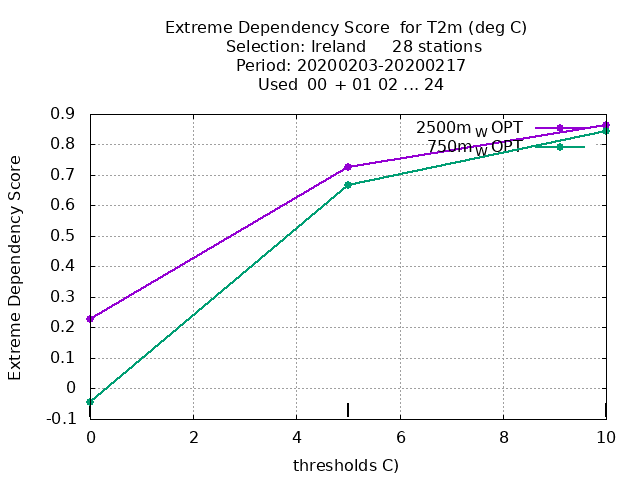 Extreme Dependency Score  for T2m (deg C)
Selection: Ireland     28 stations
Period: 20200203-20200217
Used  00 + 01 02 ... 24
0.9
0.8
0.7
0.6
0.5
0.4
0.3
0.2
0.1
0
-0.1
Extreme Dependency Score
2500m_W OPT
750m_W OPT
0 2 4 6 8 10
thresholds C)